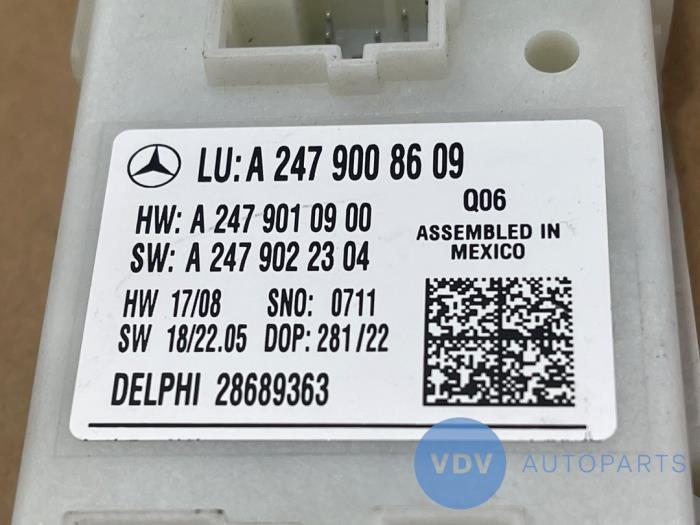 LU: A 247 900 86 09
HW: A 247 901 09 00
SW: A 247 902 23 04
Q06
ASSEMBLED IN
MEXICO
HW 17/08 SNO: 0711
SW 18/22.05 DOP: 281/22
DELPHI 28689363
VDV AUTOPARTS